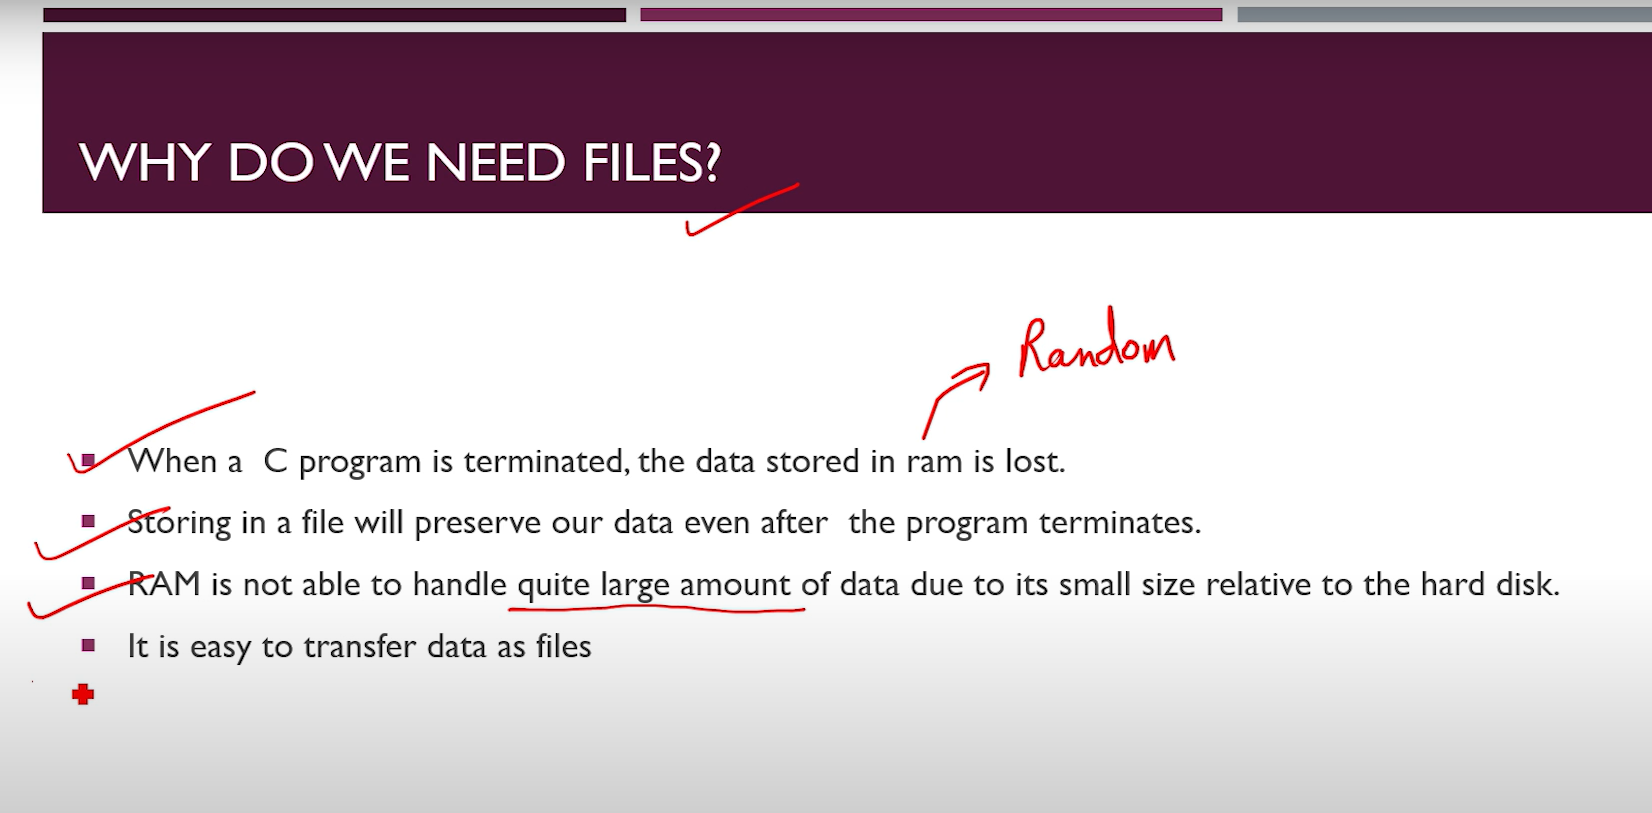 WHY DO WE NEED FILES?
Random
When a C program is terminated, the data stored in ram is lost.
Storing in a file will preserve our data even after the program terminates.
RAM is not able to handle quite large amount of data due to its small size relative to the hard disk.
It is easy to transfer data as files